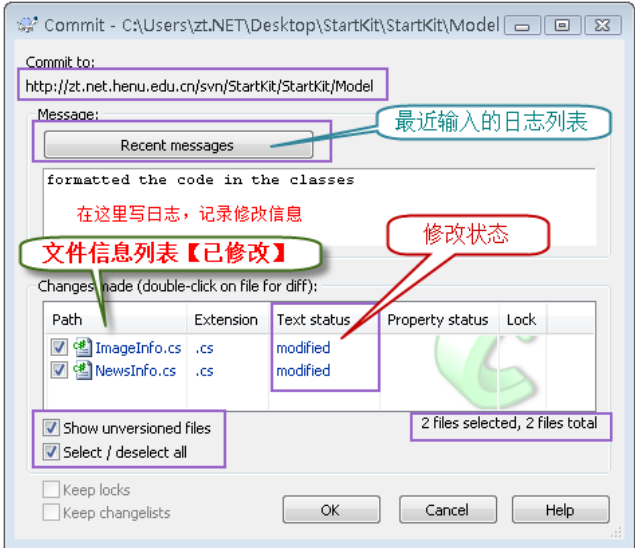 Commit - C:\Users\zt.NET\Desktop\StartKit\StartKit\Model
Commit to:
http://zt.net.henu.edu.cn/svn/StartKit/StartKit/Model
Message:
最近输入的日志列表
Recent messages
formatted the code in the classes
在这里写日志，记录修改信息
修改状态
文件信息列表【已修改】
Changes made (double-click on file for diff):
Path Extension Text status Property status Lock
ImageInfo.cs .cs modified
NewsInfo.cs .cs modified
Show unversioned files
2 files selected, 2 files total
Select / deselect all
Keep locks
Keep changelists
OK Cancel Help